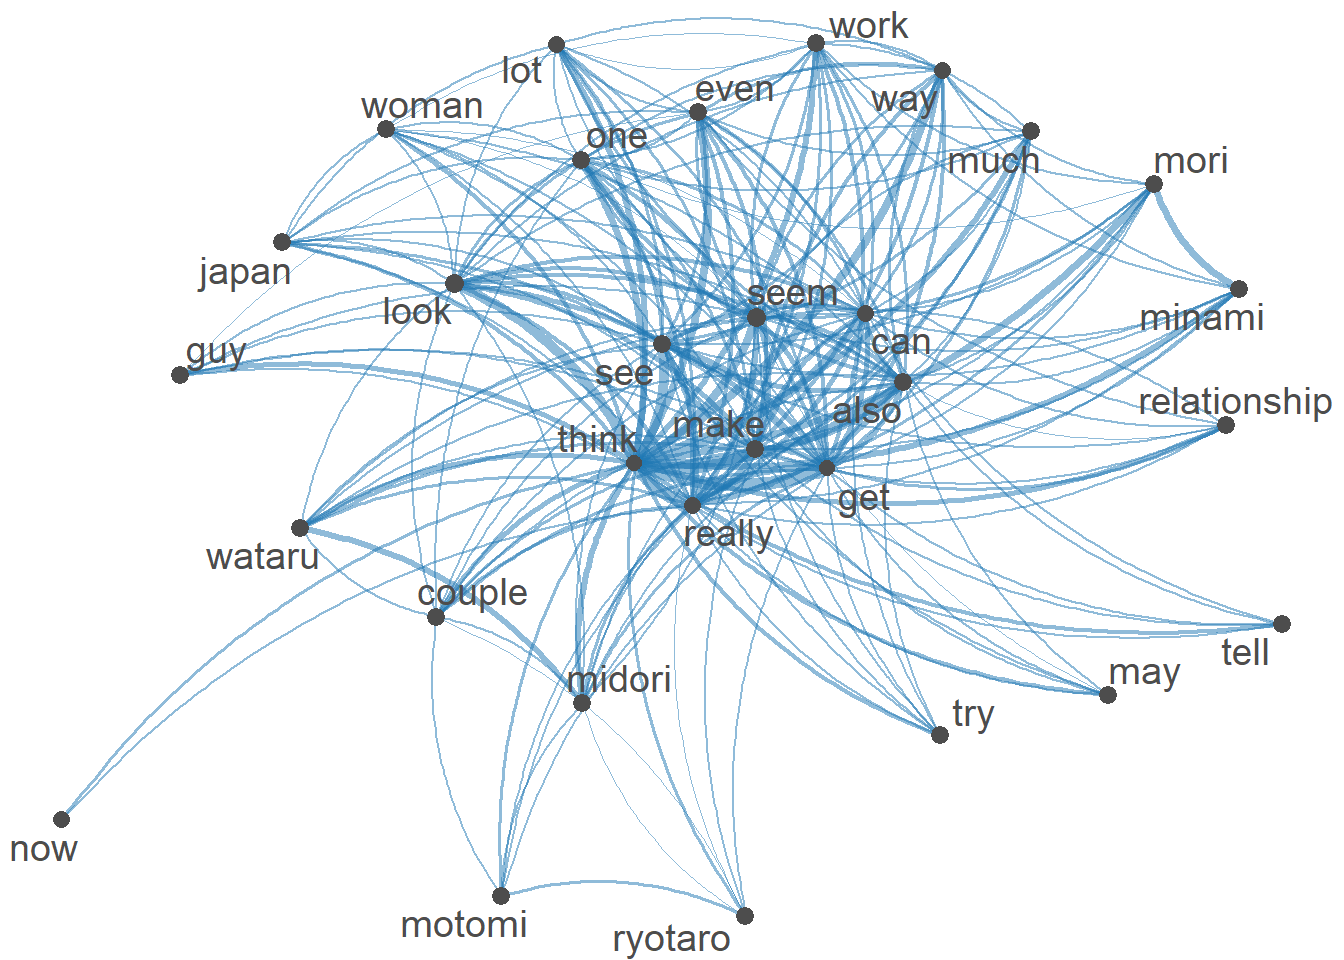 work
lot
even
way
woman
one
much
mori
japan
look
seem
minami
can
guy
see
relationship
also
make
think
get
really
wataru
couple
tell
may
midori
try
now
motomi
ryotaro